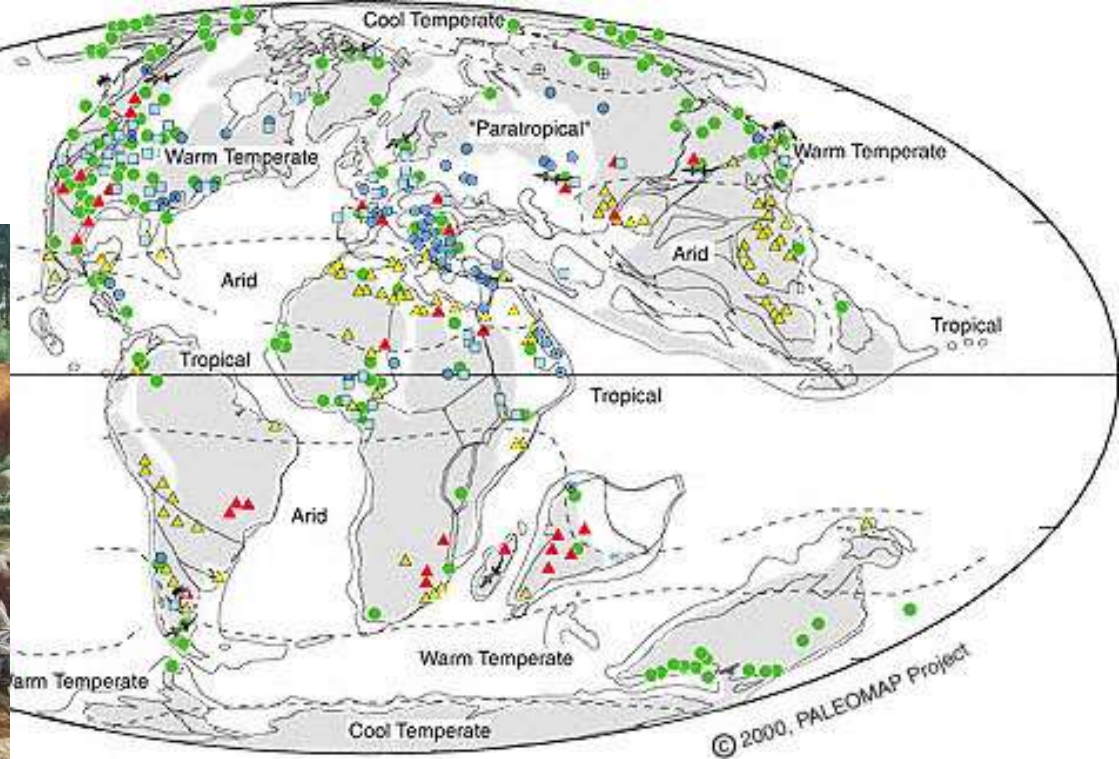 Cool Temperate
"Paratropical"
Warm Temperate
Warm Temperate
Arid
Arid
Tropical
Tropical
Tropical
Arid
Warm Temperate
arm Temperate
Cool Temperate
© 2000, PALEOMAP Project